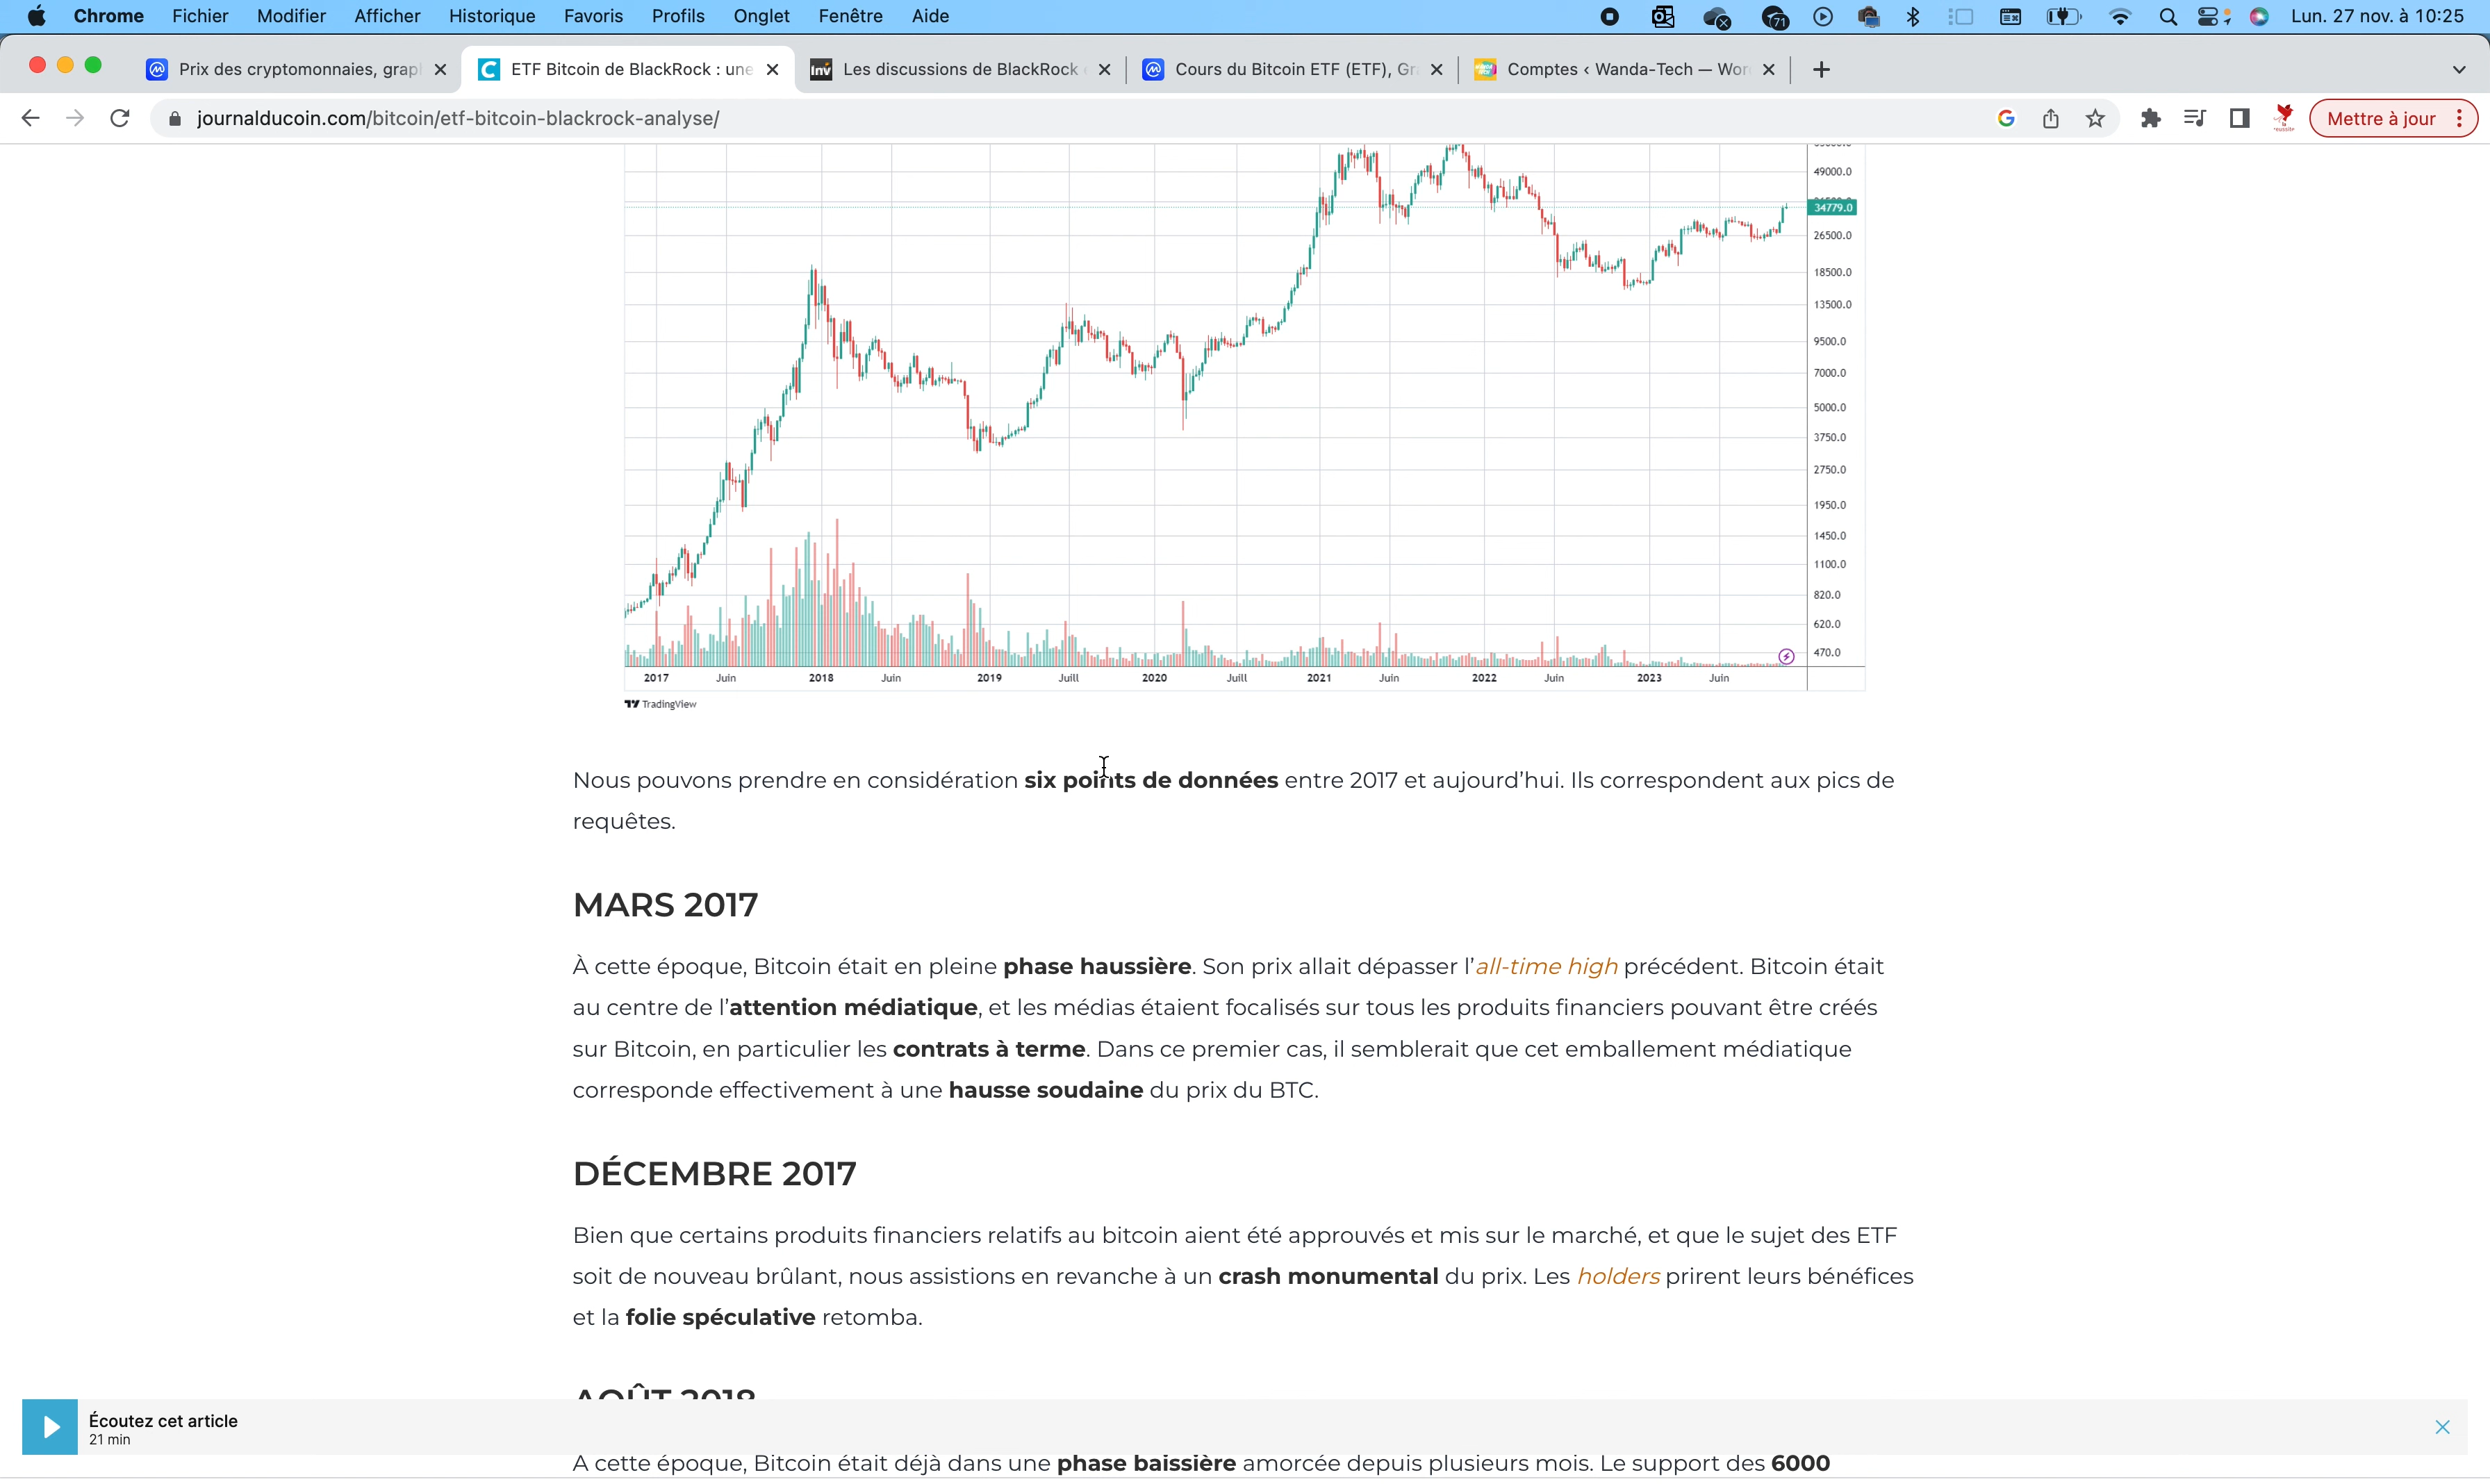 Chrome Fichier Modifier Afficher Historique Favoris Profils Onglet Fenêtre Aide 71 Lun. 27 nov. à 10:25
Prix des cryptomonnaies, grap ETF Bitcoin de BlackRock : une Inv Les discussions de BlackRock Cours du Bitcoin ETF (ETF), Gr Comptes ‹ Wanda-Tech — Wor
journalducoin.com/bitcoin/etf-bitcoin-blackrock-analyse/ Mettre à jour
49000.0
34779.0
26500.0
18500.0
13500.0
9500.0
7000.0
5000.0
3750.0
2750.0
1950.0
1450.0
1100.0
820.0
620.0
470.0
2017 Juin 2018 Juin 2019 Juill 2020 Juill 2021 Juin 2022 Juin 2023 Juin
TradingView
Nous pouvons prendre en considération six points de données entre 2017 et aujourd’hui. Ils correspondent aux pics de
requêtes.
MARS 2017
À cette époque, Bitcoin était en pleine phase haussière. Son prix allait dépasser l’all-time high précédent. Bitcoin était
au centre de l’attention médiatique, et les médias étaient focalisés sur tous les produits financiers pouvant être créés
sur Bitcoin, en particulier les contrats à terme. Dans ce premier cas, il semblerait que cet emballement médiatique
corresponde effectivement à une hausse soudaine du prix du BTC.
DÉCEMBRE 2017
Bien que certains produits financiers relatifs au bitcoin aient été approuvés et mis sur le marché, et que le sujet des ETF
soit de nouveau brûlant, nous assistions en revanche à un crash monumental du prix. Les holders prirent leurs bénéfices
et la folie spéculative retomba.
AOÛT 2018
Écoutez cet article
21 min
À cette époque, Bitcoin était déjà dans une phase baissière amorcée depuis plusieurs mois. Le support des 6000